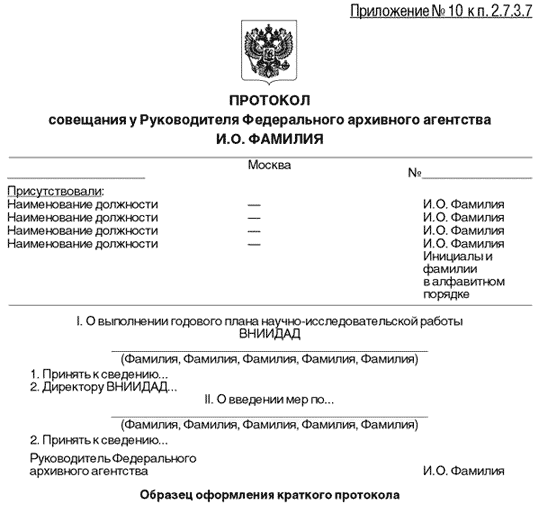 Приложение № 10 к п. 2.7.3.7
ПРОТОКОЛ
совещания у Руководителя Федерального архивного агентства
И.О. ФАМИЛИЯ
Москва
№
Присутствовали:
Наименование должности — И.О. Фамилия
Наименование должности — И.О. Фамилия
Наименование должности — И.О. Фамилия
Наименование должности — И.О. Фамилия
Инициалы и
фамилии
в алфавитном
порядке
I. О выполнении годового плана научно-исследовательской работы
ВНИИДАД
(Фамилия, Фамилия, Фамилия, Фамилия, Фамилия)
1. Принять к сведению...
2. Директору ВНИИДАД...
II. О введении мер по...
(Фамилия, Фамилия, Фамилия, Фамилия, Фамилия)
2. Принять к сведению...
Руководитель Федерального
архивного агентства И.О. Фамилия
Образец оформления краткого протокола